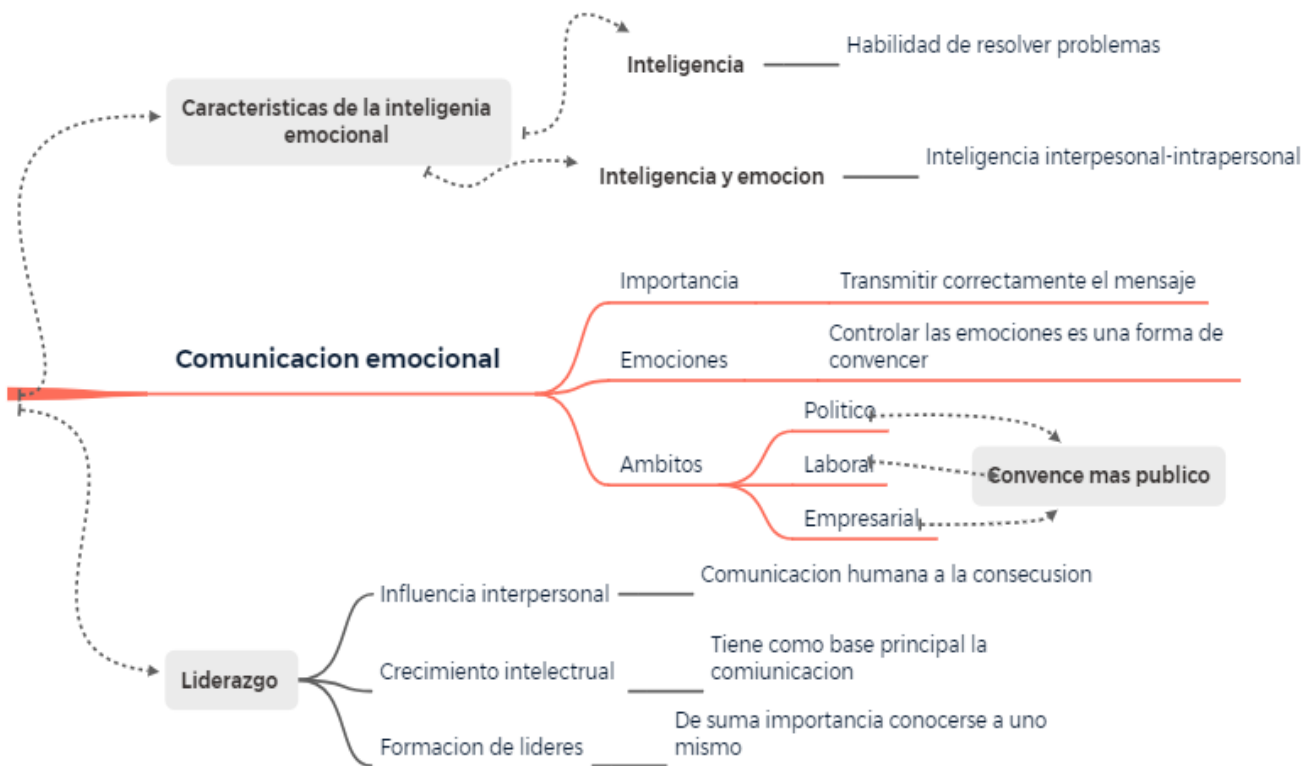 Inteligencia
Habilidad de resolver problemas
Caracteristicas de la inteligenia
emocional
Inteligencia y emocion
Inteligencia interpesonal-intrapersonal
Comunicacion emocional
Importancia
Transmitir correctamente el mensaje
Emociones
Controlar las emociones es una forma de
convencer
Ambitos
Politico
Laboral
Empresarial
Convence mas publico
Liderazgo
Influencia interpersonal
Comunicacion humana a la consecusion
Crecimiento intelectrual
Tiene como base principal la
comiunicacion
Formacion de lideres
De suma importancia conocerse a uno
mismo